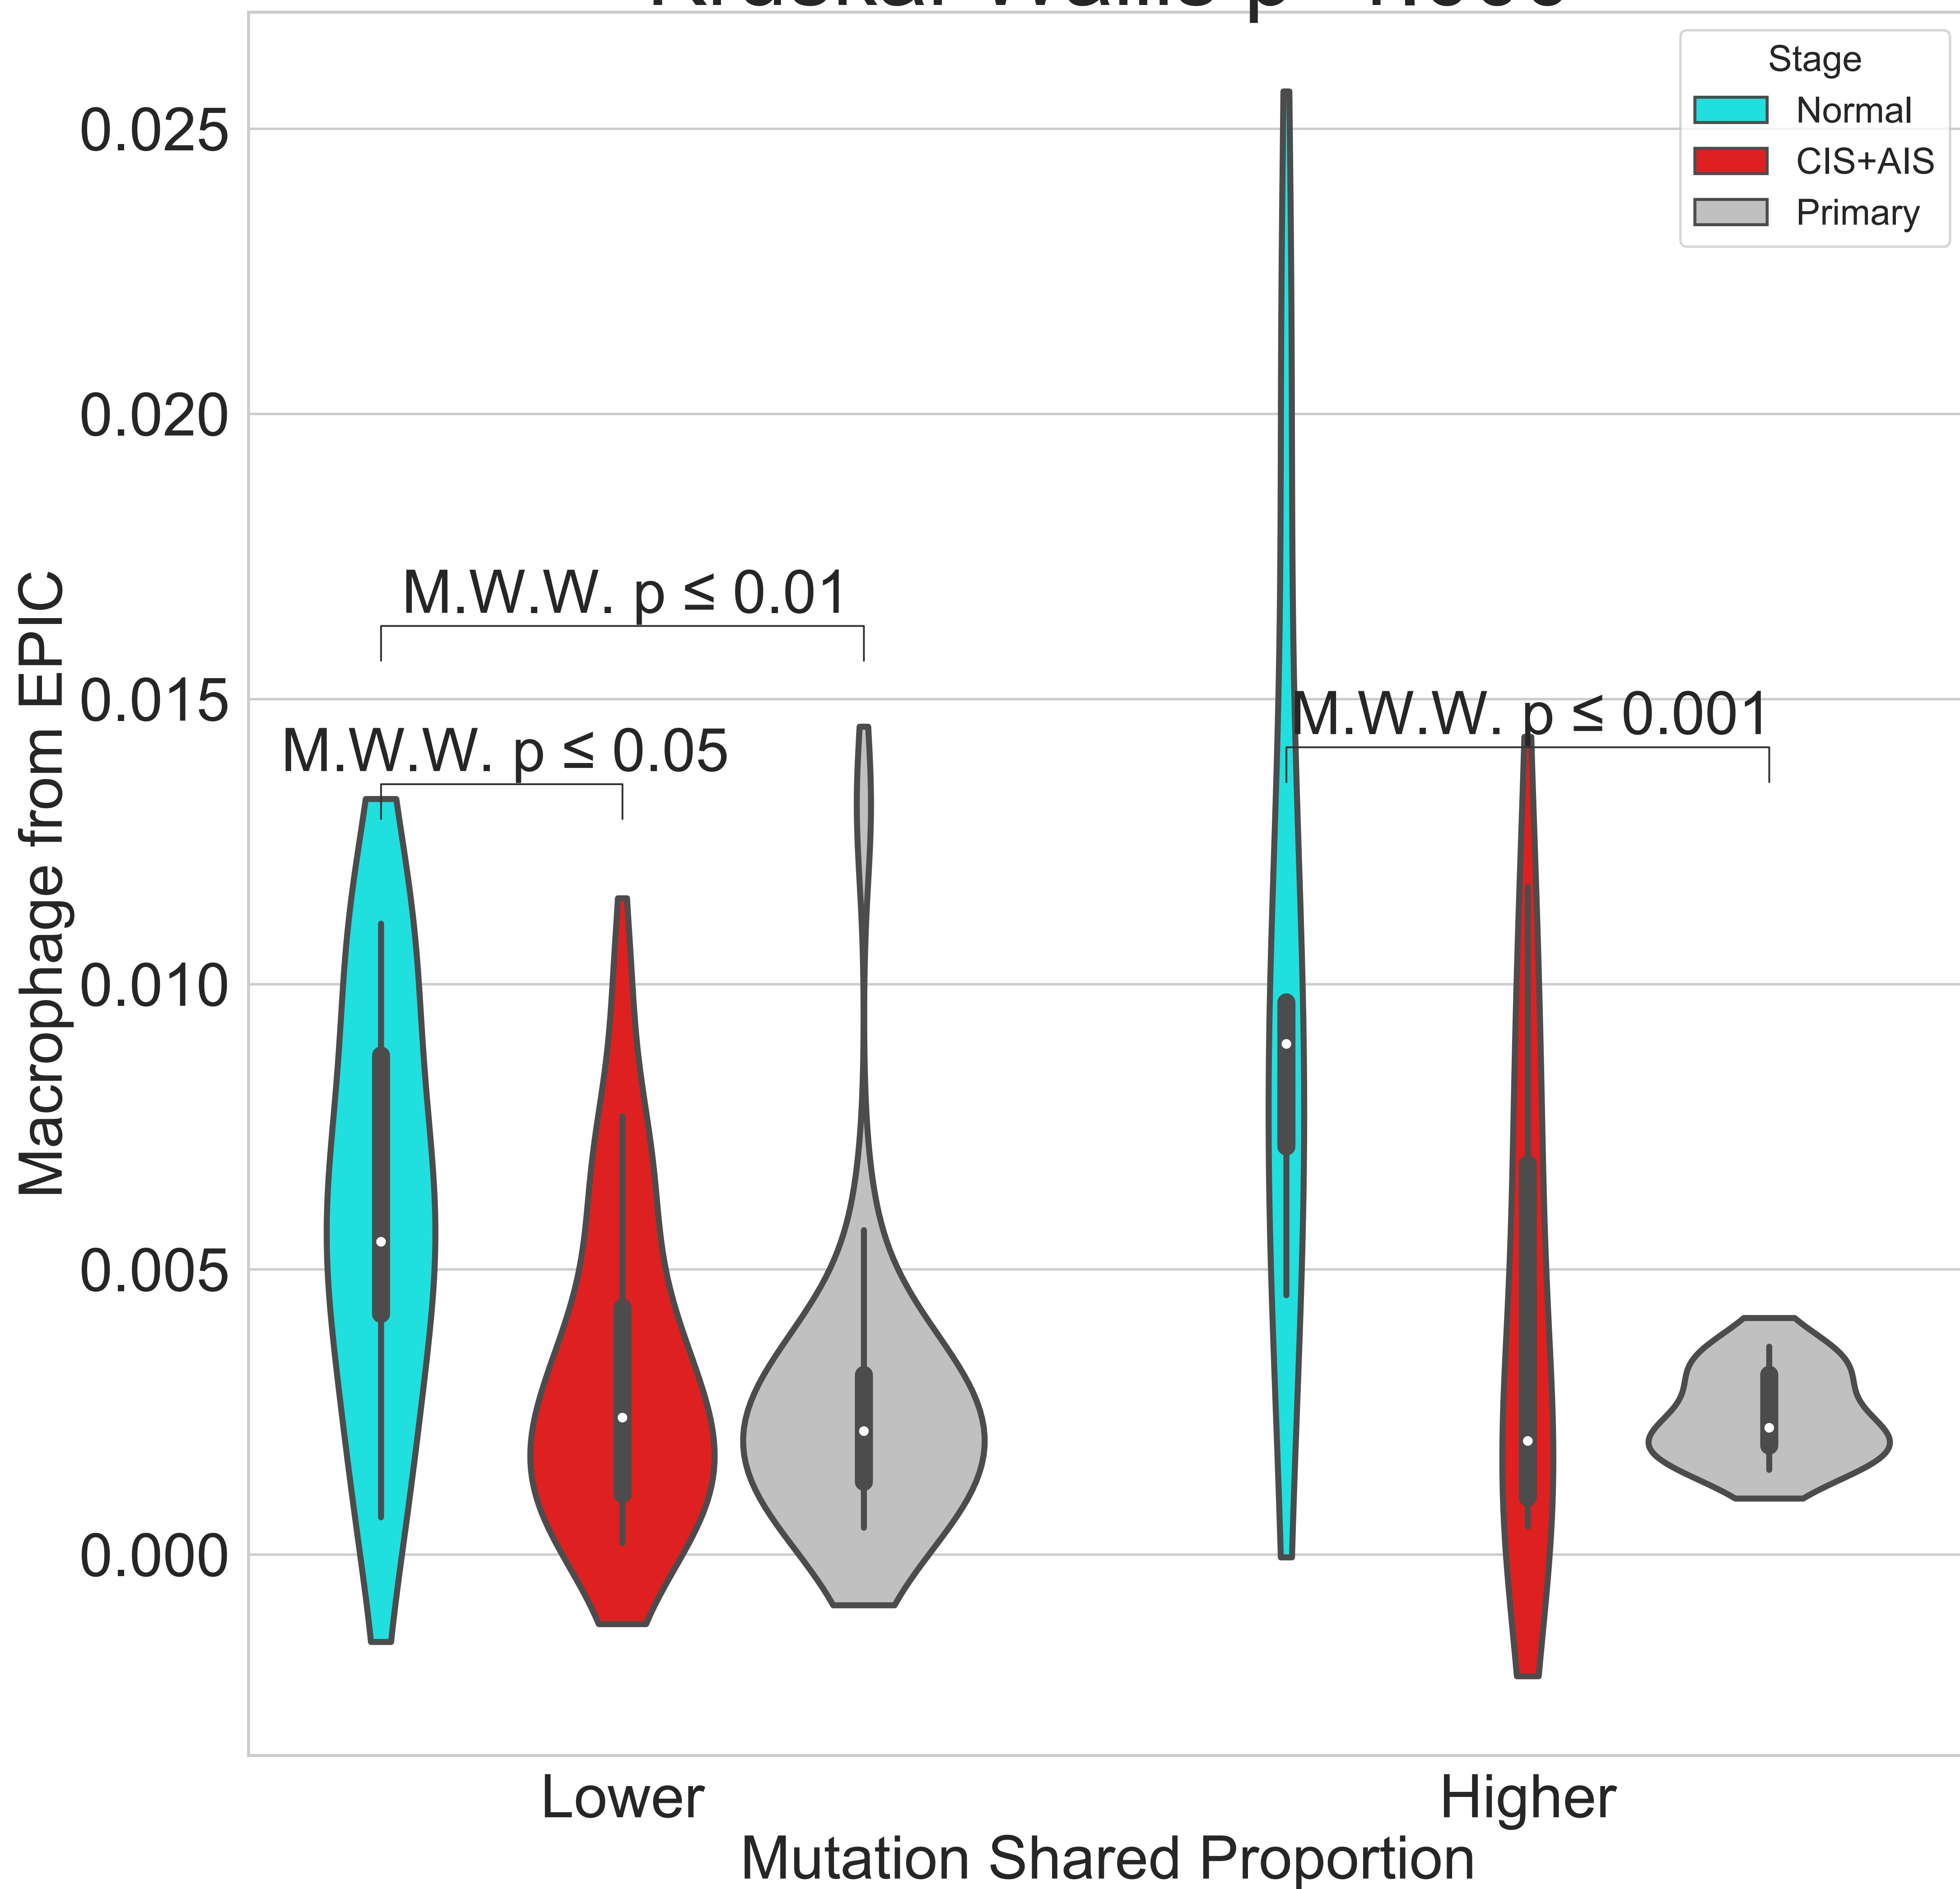 Stage
Normal
CIS+AIS
Primary
0.025
0.020
0.015
0.010
0.005
0.000
Macrophage from EPIC
M.W.W. p ≤ 0.01
M.W.W. p ≤ 0.05
M.W.W. p ≤ 0.001
Lower
Higher
Mutation Shared Proportion